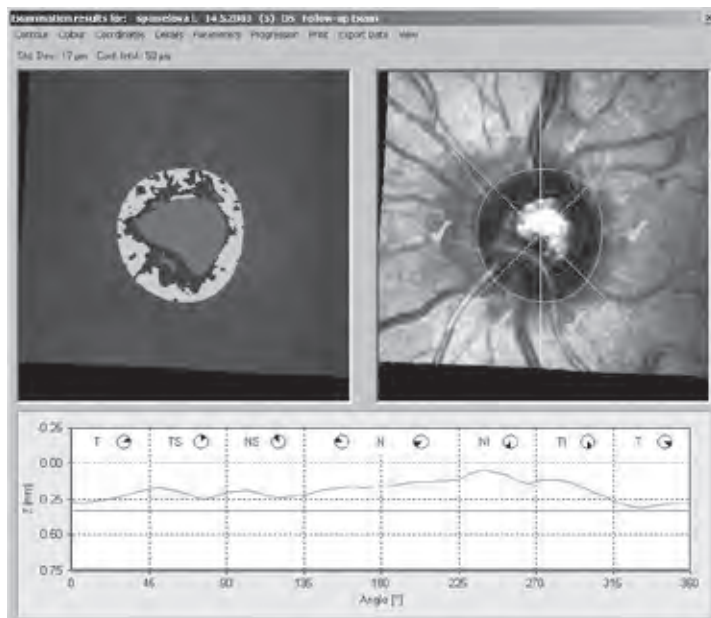 Examination results for: 14.5.2003 (S) OS Follow-up Exam
Contour Colour Coordinates Details Parameters Progression Print Export Data View
Std. Dev: 17 µm Conf. Intvl: 50 µm
T TS NS N NI TI T
-0.25
0.00
0.25
0.50
0.75
Z [mm]
0 45 90 135 180 225 270 315 360
Angle [°]